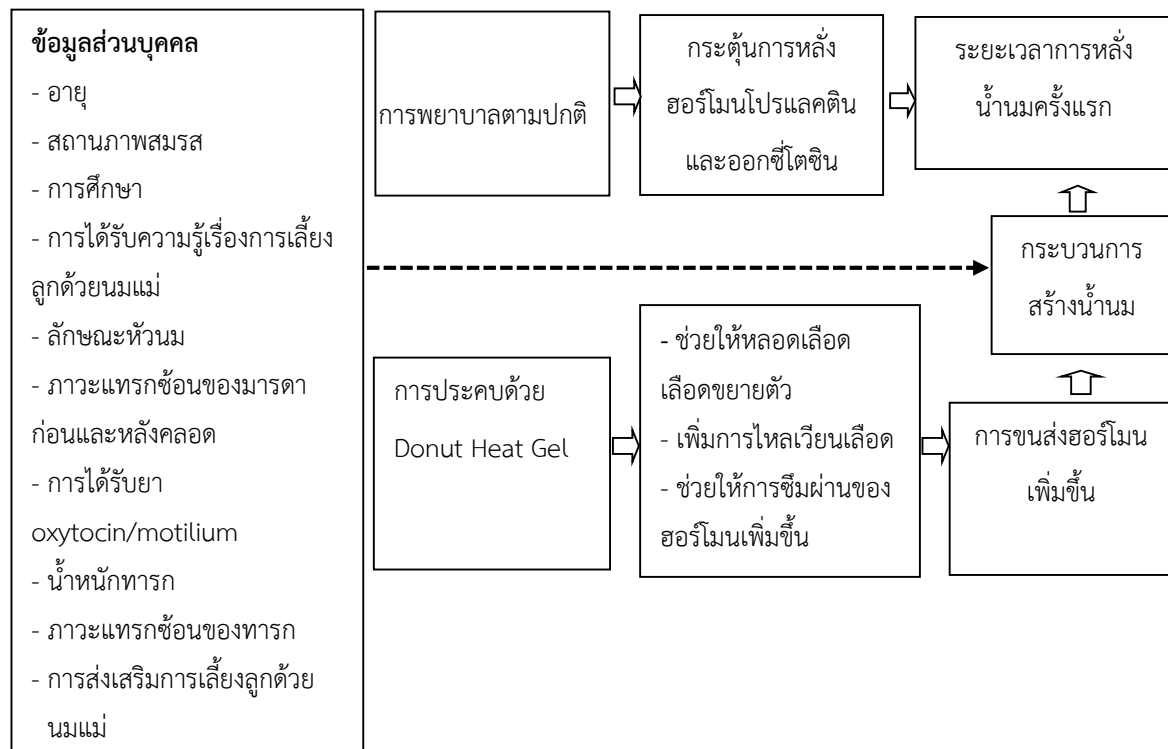 ข้อมูลส่วนบุคคล
- อายุ
- สถานภาพสมรส
- การศึกษา
- การได้รับความรู้เรื่องการเลี้ยง
ลูกด้วยนมแม่
- ลักษณะหัวนม
- ภาวะแทรกซ้อนของมารดา
ก่อนและหลังคลอด
- การได้รับยา
oxytocin/motilium
- น้ำหนักทารก
- ภาวะแทรกซ้อนของทารก
- การส่งเสริมการเลี้ยงลูกด้วย
นมแม่
การพยาบาลตามปกติ
กระตุ้นการหลั่ง
ฮอร์โมนโปรแลคติน
และออกซี่โตซิน
ระยะเวลาการหลั่ง
น้ำนมครั้งแรก
กระบวนการ
สร้างน้ำนม
การประคบด้วย
Donut Heat Gel
- ช่วยให้หลอดเลือด
เลือดขยายตัว
- เพิ่มการไหลเวียนเลือด
- ช่วยให้การซึมผ่านของ
ฮอร์โมนเพิ่มขึ้น
การขนส่งฮอร์โมน
เพิ่มขึ้น